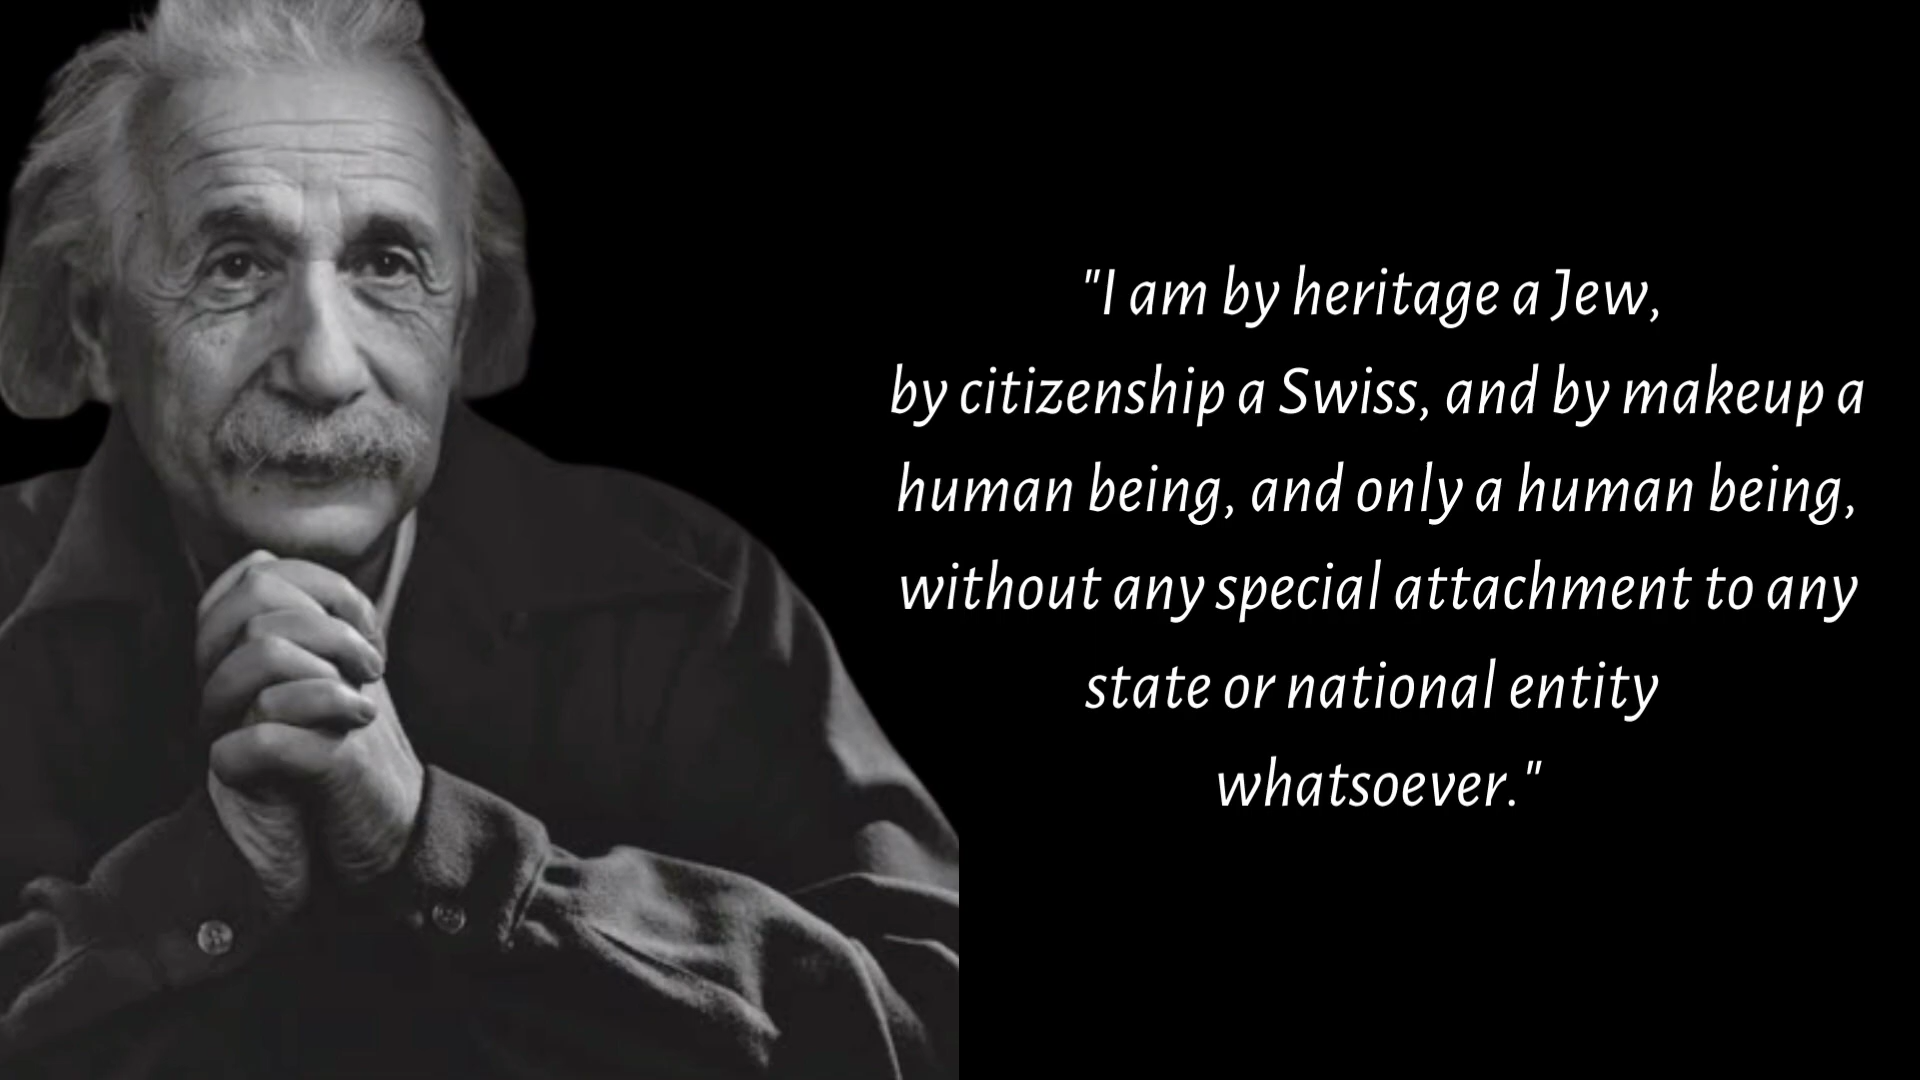 "I am by heritage a Jew,
by citizenship a Swiss, and by makeup a
human being, and only a human being,
without any special attachment to any
state or national entity
whatsoever."